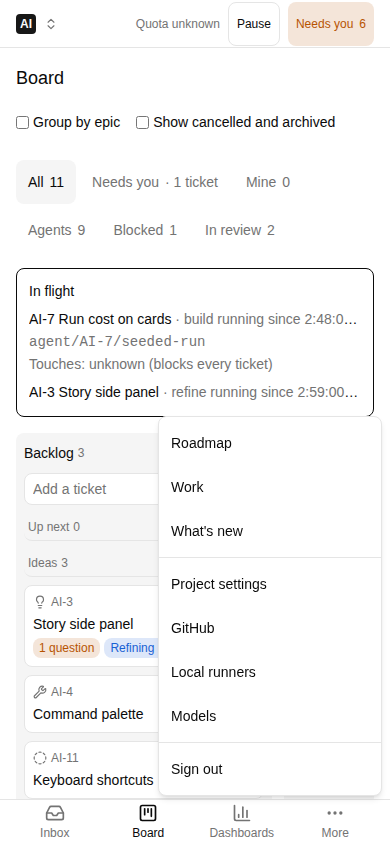 AI
Quota unknown
Pause
Needs you 6
Board
Group by epic
Show cancelled and archived
All 11
Needs you · 1 ticket
Mine 0
Agents 9
Blocked 1
In review 2
In flight
AI-7 Run cost on cards · build running since 2:48:0…
agent/AI-7/seeded-run
Touches: unknown (blocks every ticket)
AI-3 Story side panel · refine running since 2:59:00…
Backlog 3
Add a ticket
Up next 0
Ideas 3
AI-3
Story side panel
1 question
Refining
AI-4
Command palette
AI-11
Keyboard shortcuts
Roadmap
Work
What's new
Project settings
GitHub
Local runners
Models
Sign out
Inbox
Board
Dashboards
More